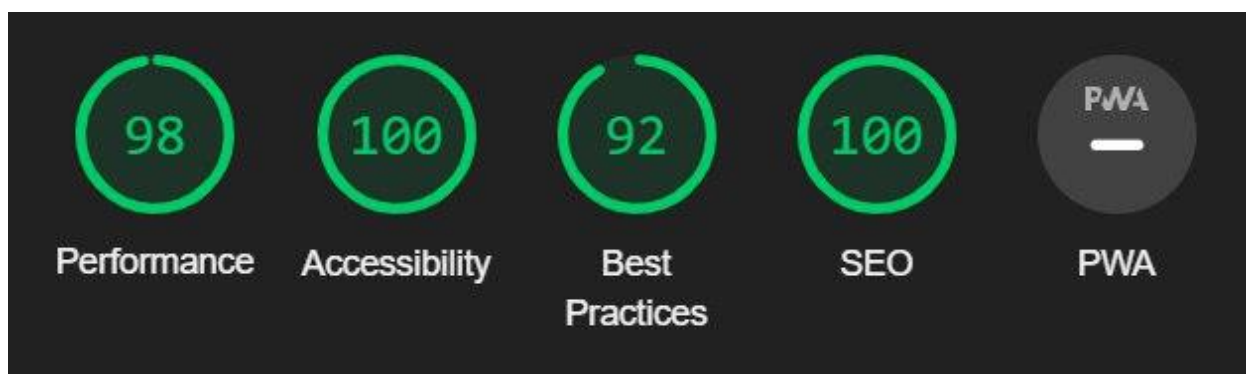 98
100
92
100
PWA
Performance
Accessibility
Best
Practices
SEO
PWA